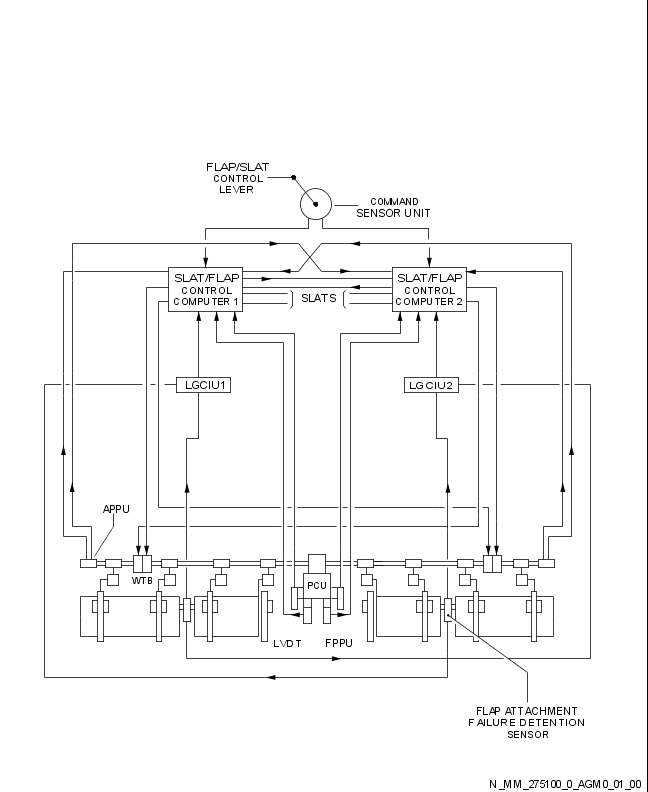 FLAP/SLAT
CONTROL
LEVER
COMMAND
SENSOR UNIT
SLAT/FLAP
CONTROL
COMPUTER 1
SLATS
SLAT/FLAP
CONTROL
COMPUTER 2
LGCIU1
LGCIU2
APPU
WTB
PCU
LVDT
FPPU
FLAP ATTACHMENT
FAILURE DETENTION
SENSOR
N_MM_275100_0_AGM0_01_00